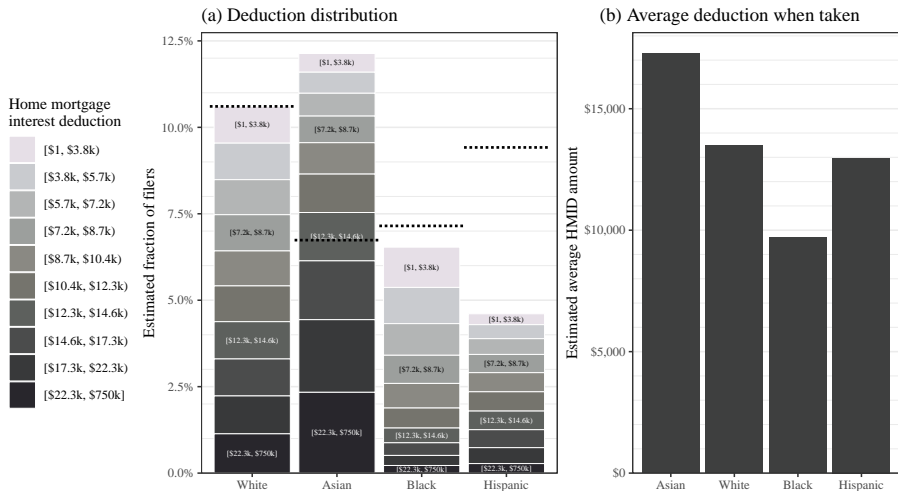 (a) Deduction distribution
(b) Average deduction when taken
Home mortgage
interest deduction
[$1, $3.8k)
[$3.8k, $5.7k)
[$5.7k, $7.2k)
[$7.2k, $8.7k)
[$8.7k, $10.4k)
[$10.4k, $12.3k)
[$12.3k, $14.6k)
[$14.6k, $17.3k)
[$17.3k, $22.3k)
[$22.3k, $750k]
Estimated fraction of filers
12.5%
10.0%
7.5%
5.0%
2.5%
0.0%
[$1, $3.8k)
[$7.2k, $8.7k)
[$12.3k, $14.6k)
[$22.3k, $750k]
White
[$1, $3.8k)
[$7.2k, $8.7k)
[$12.3k, $14.6k)
[$22.3k, $750k]
Asian
[$1, $3.8k)
[$7.2k, $8.7k)
[$12.3k, $14.6k)
[$22.3k, $750k]
Black
[$1, $3.8k)
[$7.2k, $8.7k)
[$12.3k, $14.6k)
[$22.3k, $750k]
Hispanic
Estimated average HMID amount
$15,000
$10,000
$5,000
$0
Asian
White
Black
Hispanic